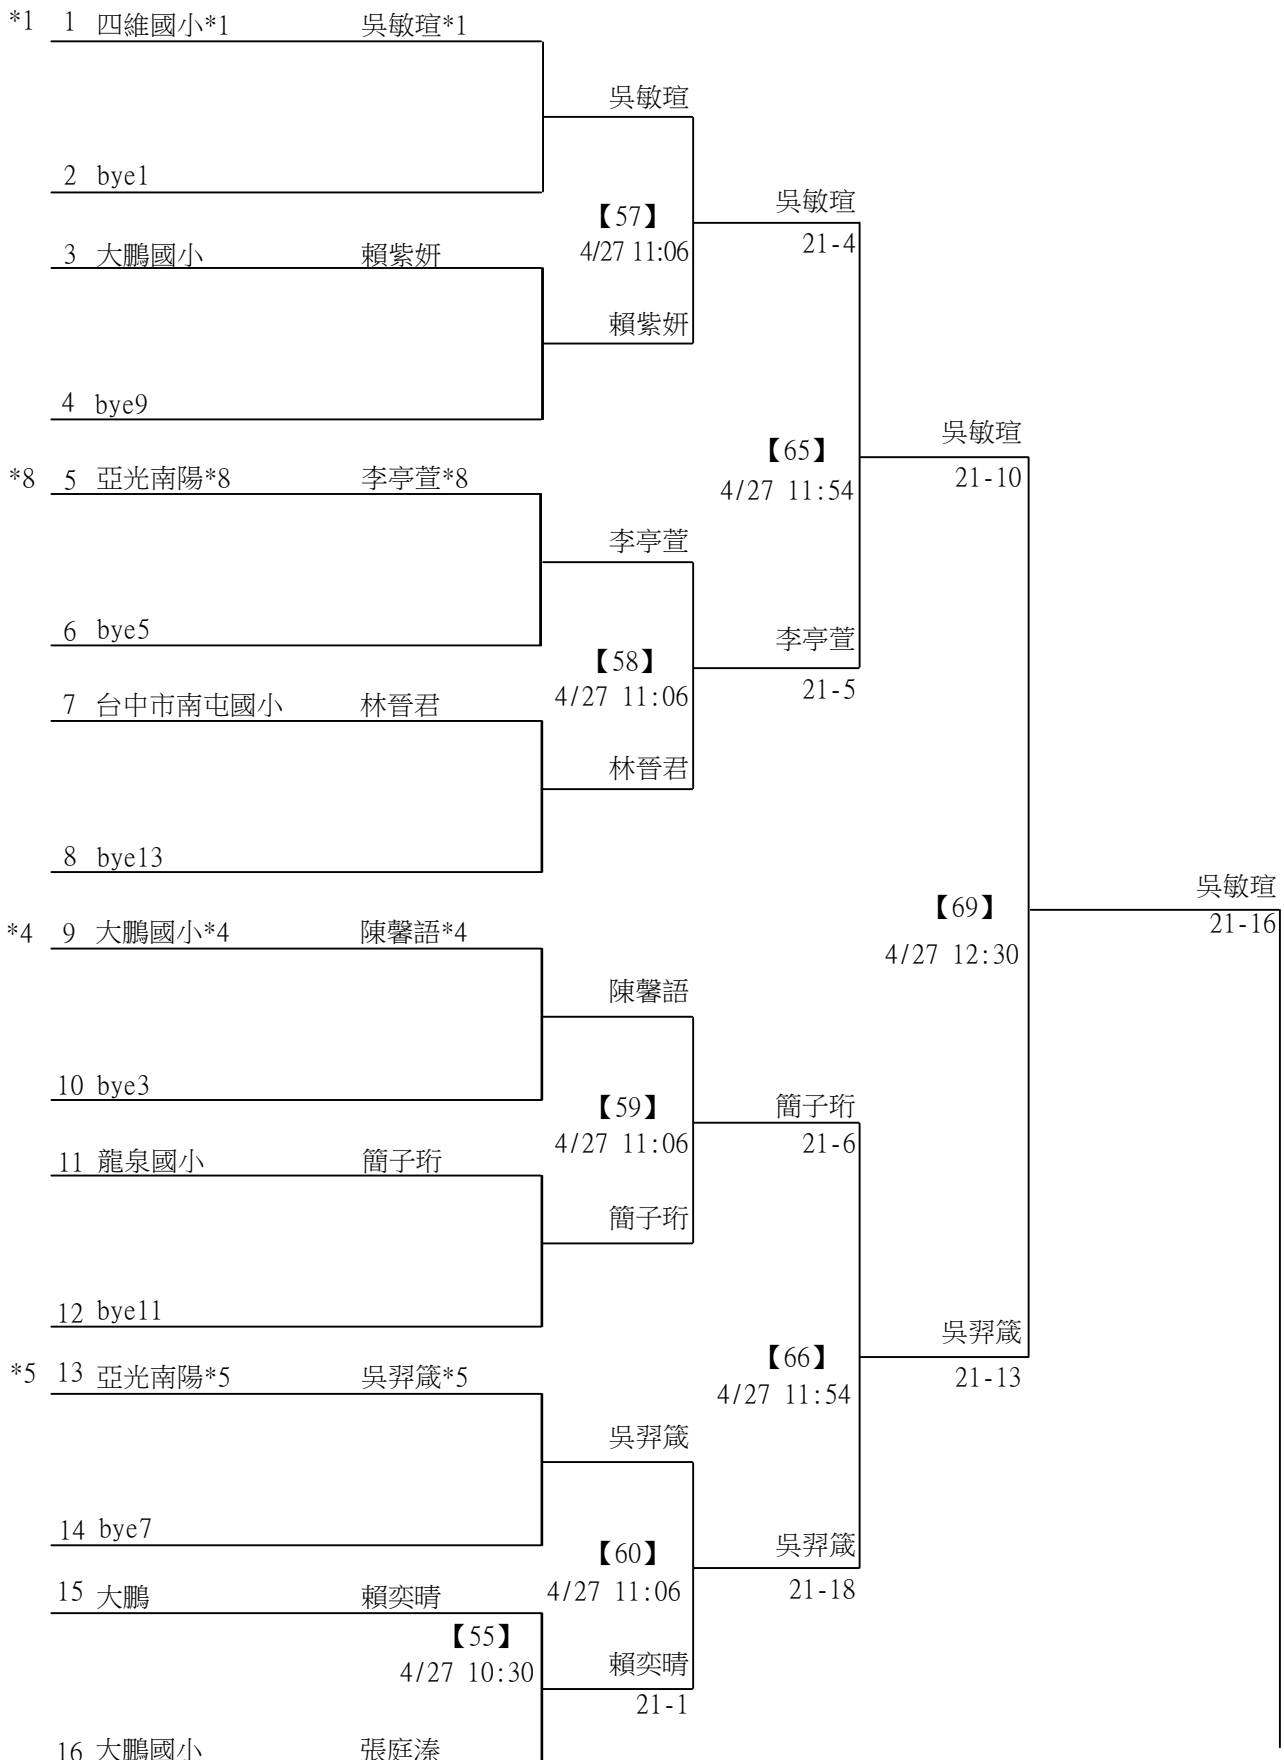 *1 1 四維國小*1 吳敏瑄*1
吳敏瑄
2 bye1
吳敏瑄
【57】
21-4
3 大鵬國小 賴紫妍
4/27 11:06
賴紫妍
4 bye9
吳敏瑄
【65】
*8 5 亞光南陽*8 李亭萱*8
21-10
4/27 11:54
李亭萱
6 bye5
李亭萱
【58】
21-5
4/27 11:06
7 台中市南屯國小 林晉君
林晉君
8 bye13
吳敏瑄
【69】
21-16
*4 9 大鵬國小*4 陳馨語*4
4/27 12:30
陳馨語
10 bye3
【59】
簡子珩
4/27 11:06
21-6
11 龍泉國小 簡子珩
簡子珩
12 bye11
吳羿箴
【66】
21-13
*5 13 亞光南陽*5 吳羿箴*5
4/27 11:54
吳羿箴
14 bye7
吳羿箴
【60】
21-18
4/27 11:06
15 大鵬 賴奕晴
【55】
賴奕晴
4/27 10:30
21-1
16 大鵬國小 張庭溱